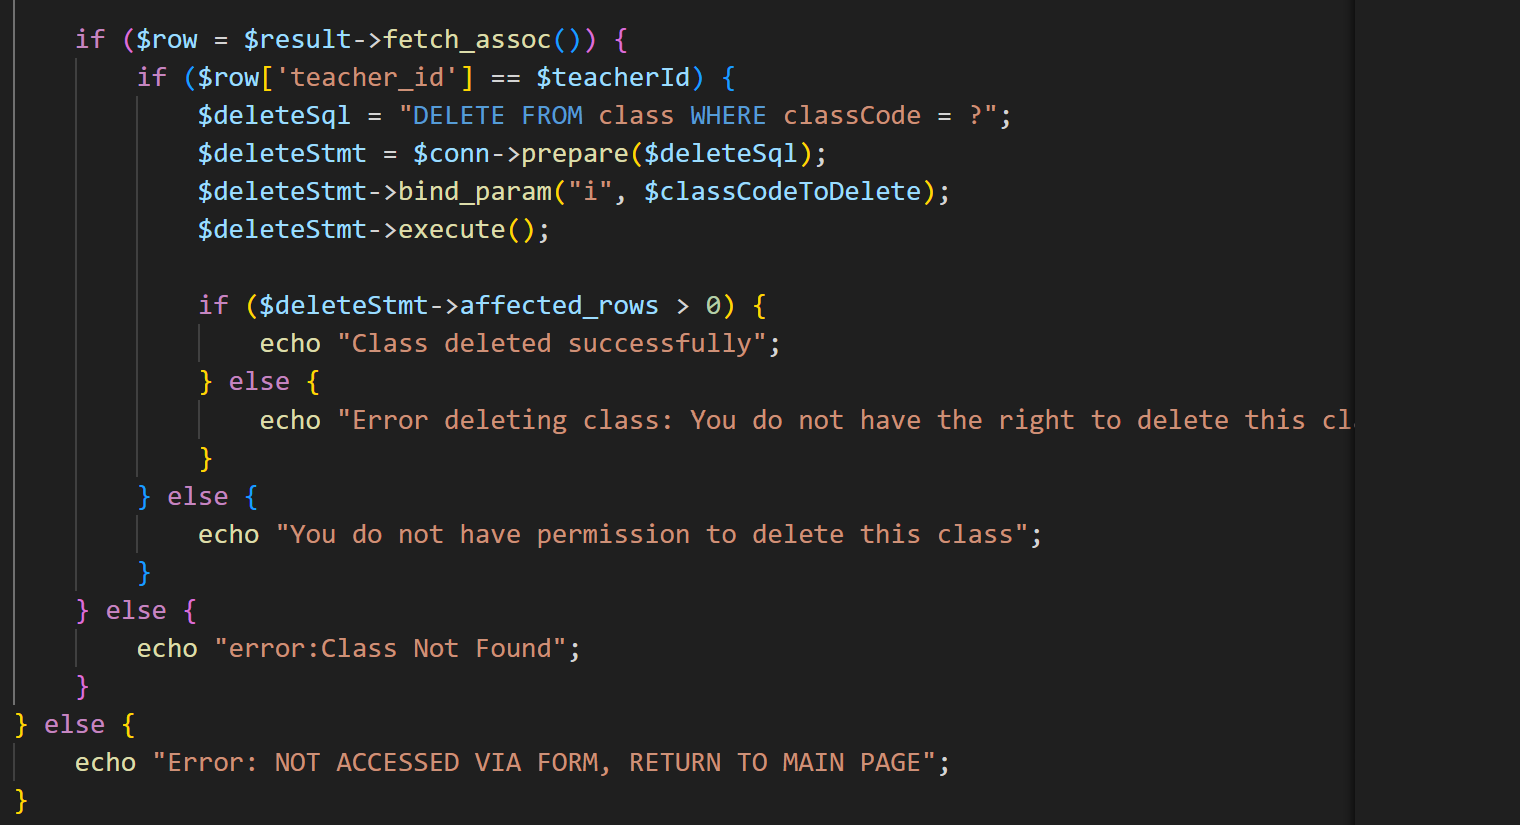 if ($row = $result->fetch_assoc()) {
if ($row['teacher_id'] == $teacherId) {
$deleteSql = "DELETE FROM class WHERE classCode = ?";
$deleteStmt = $conn->prepare($deleteSql);
$deleteStmt->bind_param("i", $classCodeToDelete);
$deleteStmt->execute();
if ($deleteStmt->affected_rows > 0) {
echo "Class deleted successfully";
} else {
echo "Error deleting class: You do not have the right to delete this
}
} else {
echo "You do not have permission to delete this class";
}
} else {
echo "error:Class Not Found";
}
} else {
echo "Error: NOT ACCESSED VIA FORM, RETURN TO MAIN PAGE";
}